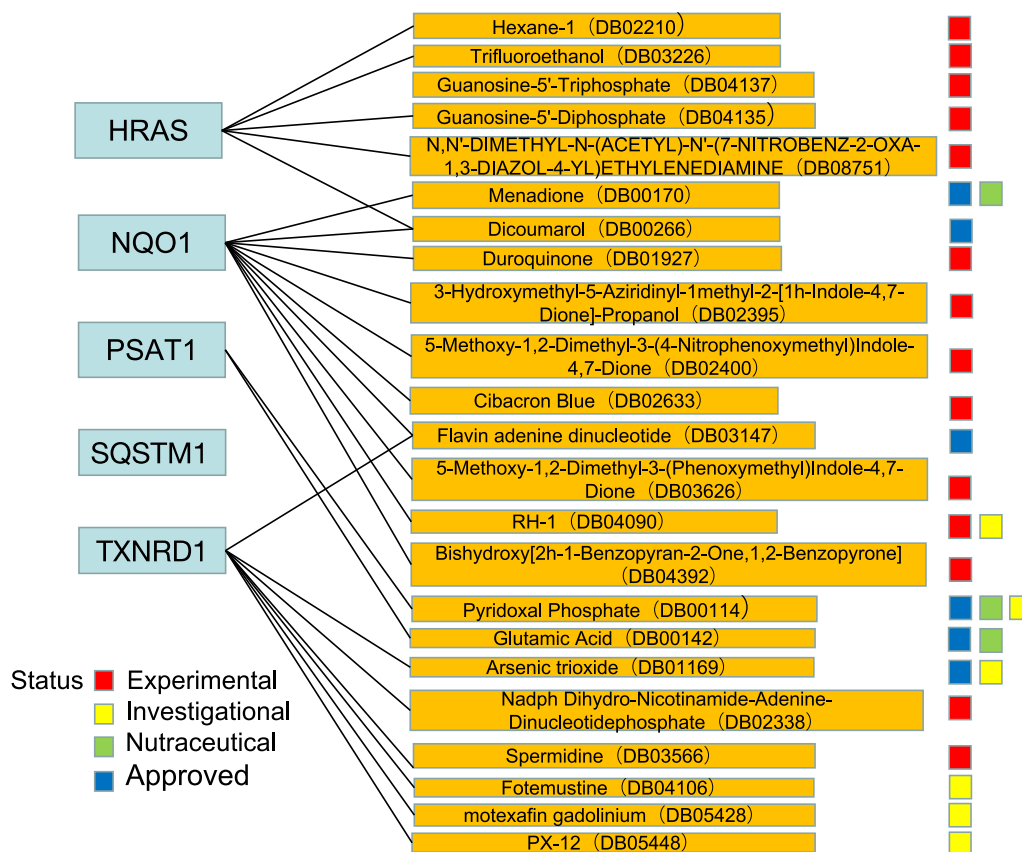 HRAS
NQO1
PSAT1
SQSTM1
TXNRD1
Hexane-1（DB02210）
Trifluoroethanol（DB03226）
Guanosine-5'-Triphosphate（DB04137）
Guanosine-5'-Diphosphate（DB04135）
N,N'-DIMETHYL-N-(ACETYL)-N'-(7-NITROBENZ-2-OXA-
1,3-DIAZOL-4-YL)ETHYLENEDIAMINE（DB08751）
Menadione（DB00170）
Dicoumarol（DB00266）
Duroquinone（DB01927）
3-Hydroxymethyl-5-Aziridinyl-1methyl-2-[1h-Indole-4,7-
Dione]-Propanol（DB02395）
5-Methoxy-1,2-Dimethyl-3-(4-Nitrophenoxymethyl)Indole-
4,7-Dione（DB02400）
Cibacron Blue（DB02633）
Flavin adenine dinucleotide（DB03147）
5-Methoxy-1,2-Dimethyl-3-(Phenoxymethyl)Indole-4,7-
Dione（DB03626）
RH-1（DB04090）
Bishydroxy[2h-1-Benzopyran-2-One,1,2-Benzopyrone]
（DB04392）
Pyridoxal Phosphate（DB00114）
Glutamic Acid（DB00142）
Arsenic trioxide（DB01169）
Nadph Dihydro-Nicotinamide-Adenine-
Dinucleotidephosphate（DB02338）
Spermidine（DB03566）
Fotemustine（DB04106）
motexafin gadolinium（DB05428）
PX-12（DB05448）
Status
Experimental
Investigational
Nutraceutical
Approved